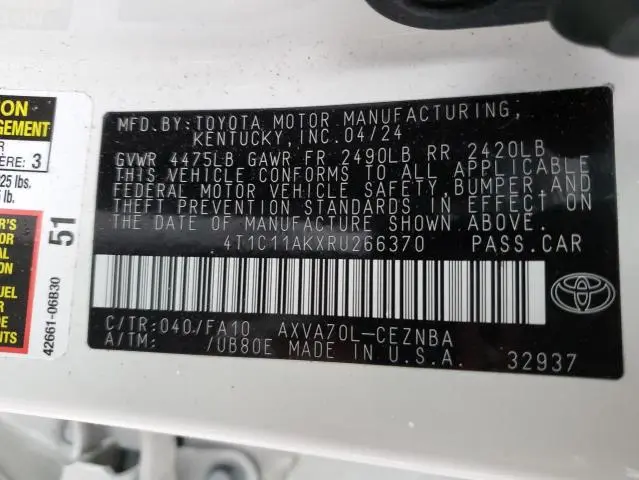 MFD. BY: TOYOTA MOTOR MANUFACTURING,
KENTUCKY, INC. 04/24
GVWR 4475LB GAWR FR 2490LB RR 2420LB
THIS VEHICLE CONFORMS TO ALL APPLICABLE
FEDERAL MOTOR VEHICLE SAFETY, BUMPER, AND
THEFT PREVENTION STANDARDS IN EFFECT ON
THE DATE OF MANUFACTURE SHOWN ABOVE.
4T1C11AKXRU266370 PASS.CAR
C/TR: 040/FA10 AXVA70L-CEZNBA
A/TM: /UB80E MADE IN U.S.A. 32937
ERE: 3
25 lbs.
lb.
51
42661-06B30